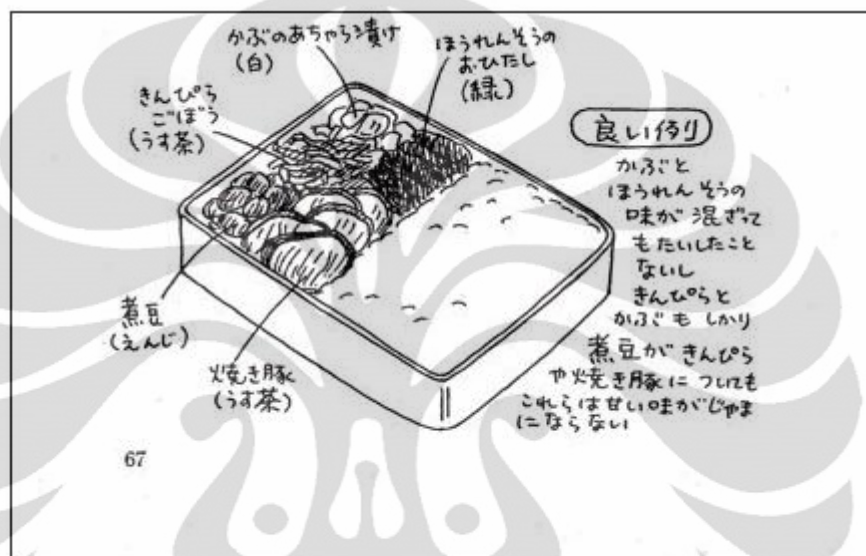 かぶのあちゃら漬け
(白)
ほうれんそうの
おひたし
(緑)
きんぴら
ごぼう
(うす茶)
良い例
かぶと
ほうれんそうの
味が混ざって
もたいしたこと
ないし
きんぴらと
かぶもしかり
煮豆がきんぴら
や焼き豚についても
これらは甘い味がじゃま
にならない
煮豆
(えんじ)
焼き豚
(うす茶)
67